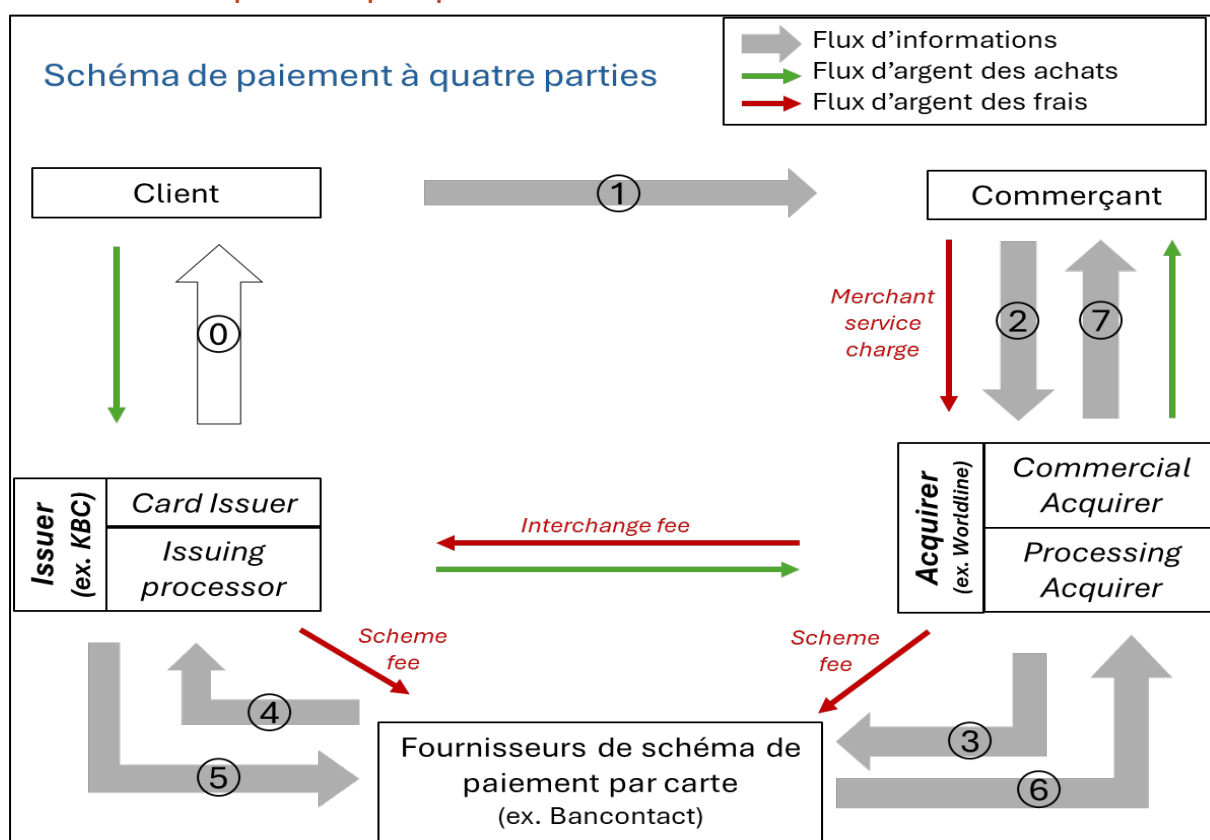 Flux d'informations
Schéma de paiement à quatre parties
Flux d'argent des achats
Flux d'argent des frais
Client
1
Commerçant
0
Merchant
service
charge
2
7
Issuer
(ex. KBC)
Card Issuer
Issuing
processor
Interchange fee
Acquirer
(ex. Worldline)
Commercial
Acquirer
Processing
Acquirer
Scheme
fee
Scheme
fee
4
3
5
Fournisseurs de schéma de
paiement par carte
(ex. Bancontact)
6